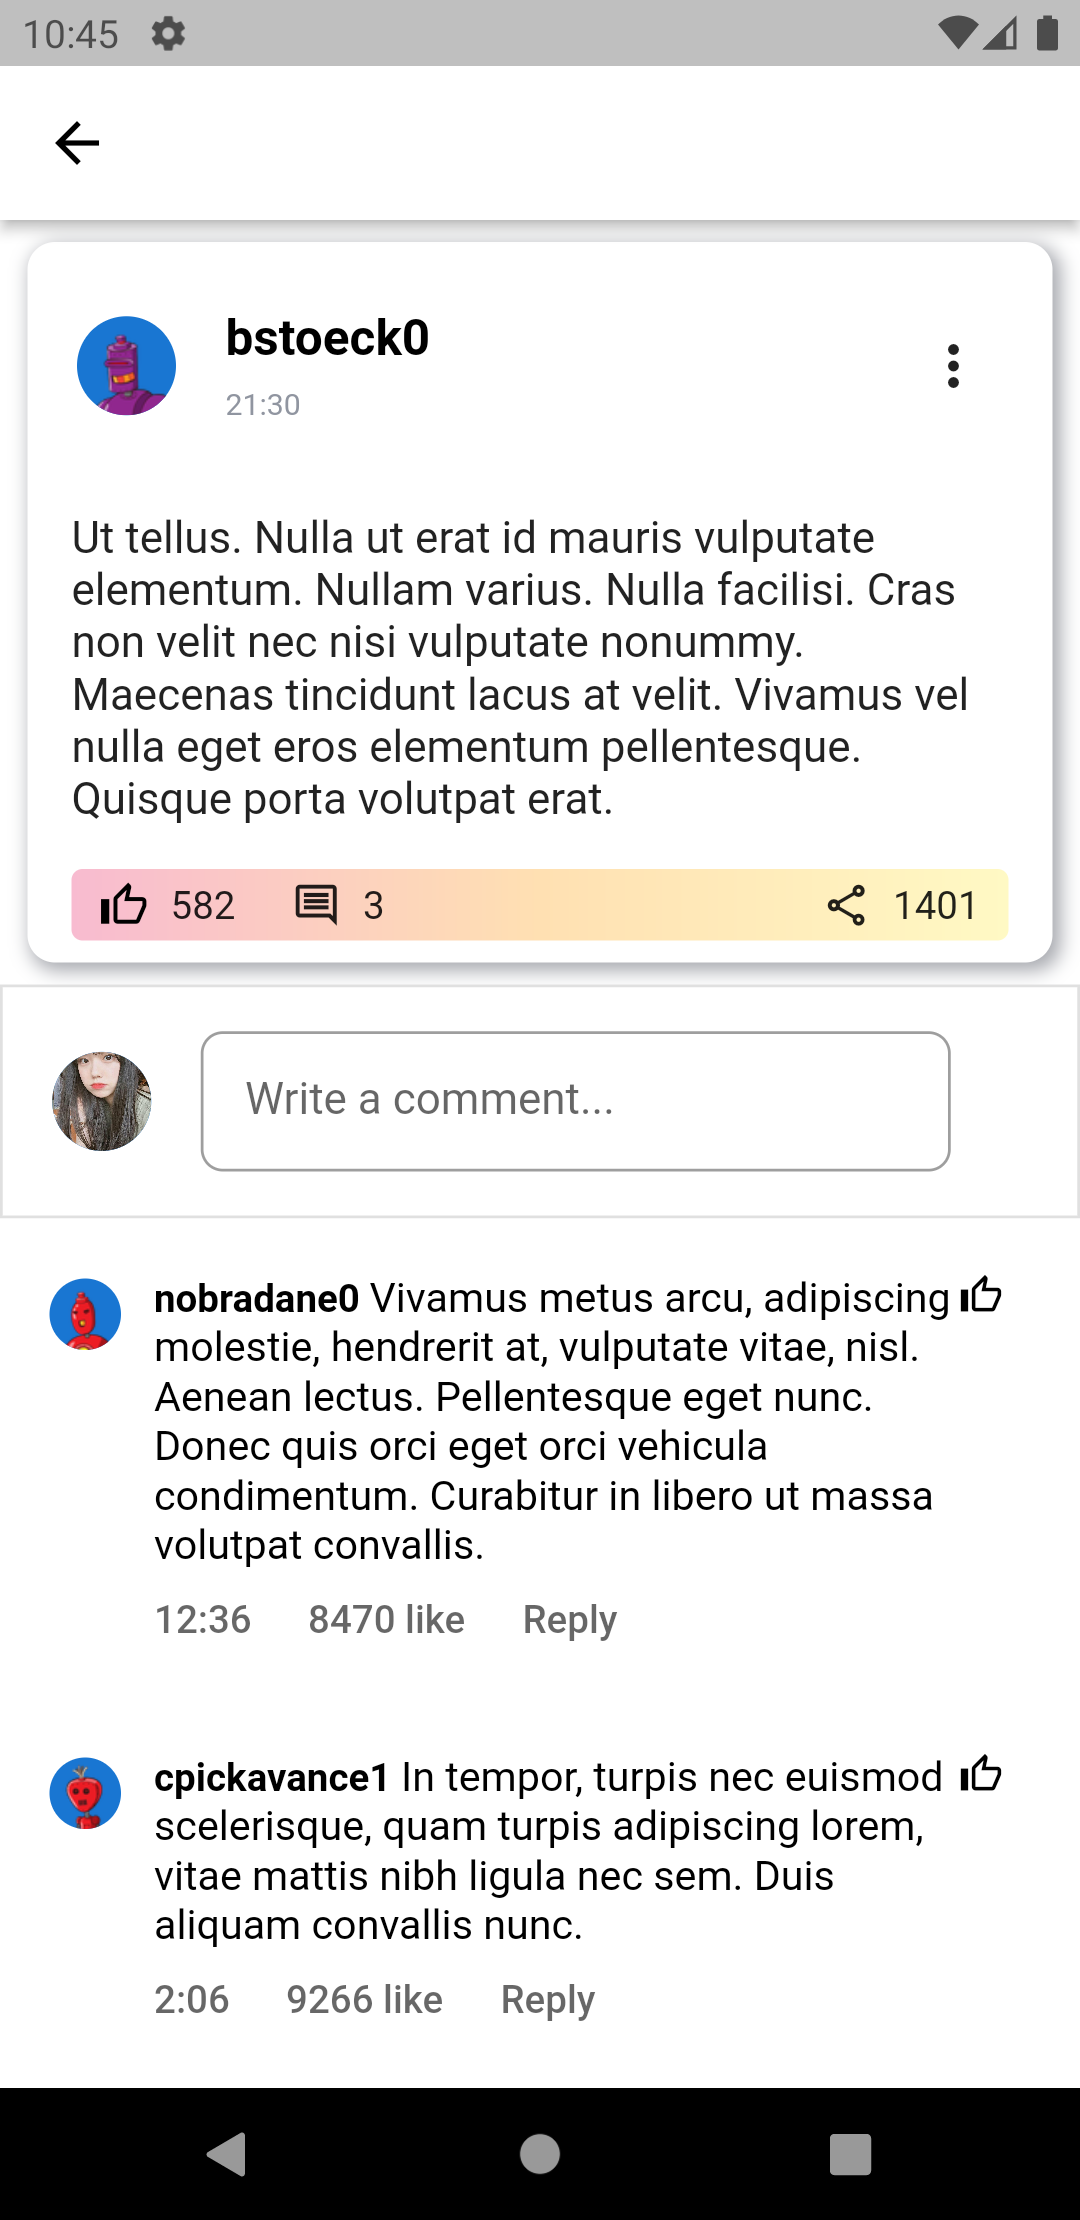 10:45
bstoeck0
21:30
Ut tellus. Nulla ut erat id mauris vulputate
elementum. Nullam varius. Nulla facilisi. Cras
non velit nec nisi vulputate nonummy.
Maecenas tincidunt lacus at velit. Vivamus vel
nulla eget eros elementum pellentesque.
Quisque porta volutpat erat.
582 3 1401
Write a comment...
nobradane0 Vivamus metus arcu, adipiscing
molestie, hendrerit at, vulputate vitae, nisl.
Aenean lectus. Pellentesque eget nunc.
Donec quis orci eget orci vehicula
condimentum. Curabitur in libero ut massa
volutpat convallis.
12:36 8470 like Reply
cpickavance1 In tempor, turpis nec euismod
scelerisque, quam turpis adipiscing lorem,
vitae mattis nibh ligula nec sem. Duis
aliquam convallis nunc.
2:06 9266 like Reply